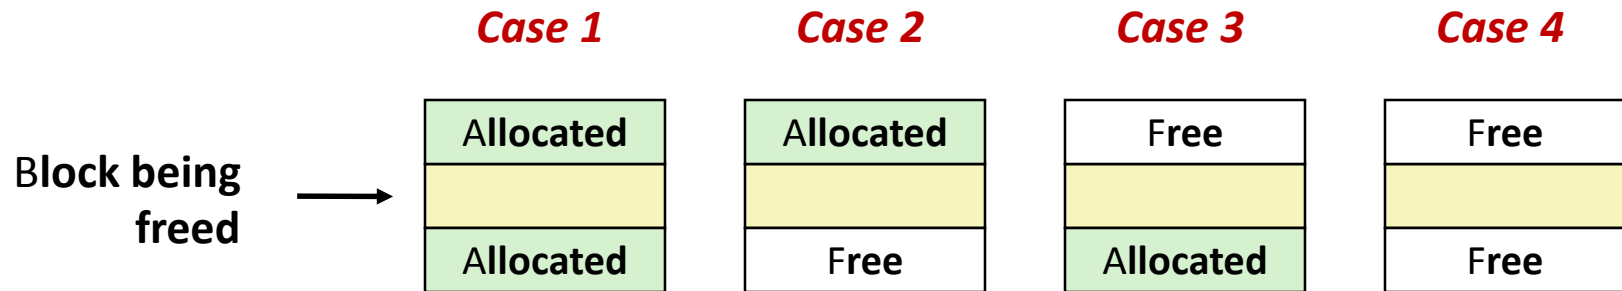 Case 1 Case 2 Case 3 Case 4
Allocated Allocated Free Free
Block being
freed
Allocated Free Allocated Free